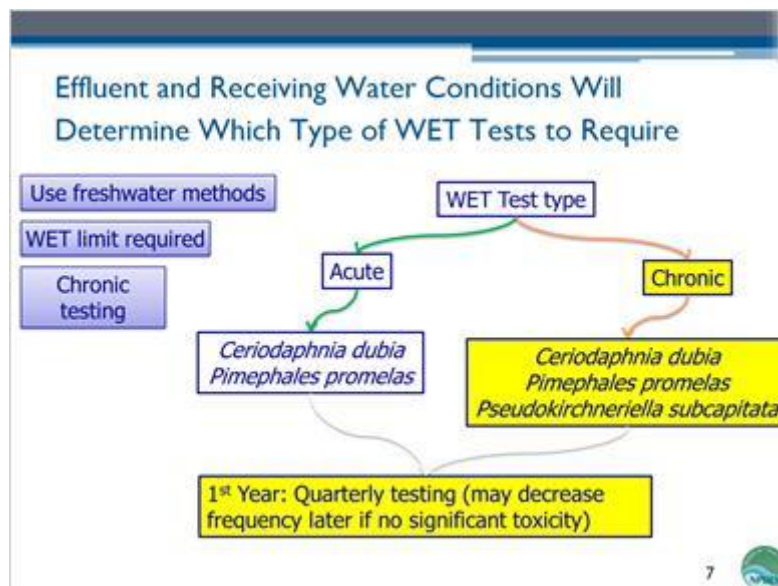 Effluent and Receiving Water Conditions Will
Determine Which Type of WET Tests to Require
Use freshwater methods
WET limit required
Chronic
testing
WET Test type
Acute
Chronic
Ceriodaphnia dubia
Pimephales promelas
Ceriodaphnia dubia
Pimephales promelas
Pseudokirchneriella subcapitata
1st Year: Quarterly testing (may decrease
frequency later if no significant toxicity)
7